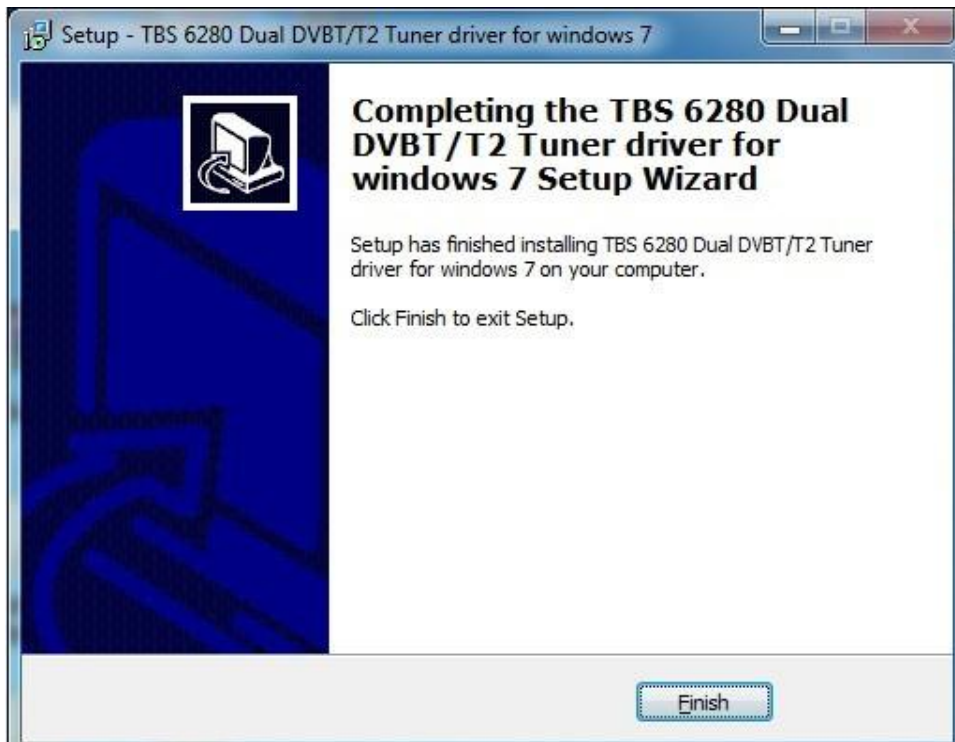 Setup - TBS 6280 Dual DVBT/T2 Tuner driver for windows 7
Completing the TBS 6280 Dual
DVBT/T2 Tuner driver for
windows 7 Setup Wizard
Setup has finished installing TBS 6280 Dual DVBT/T2 Tuner
driver for windows 7 on your computer.
Click Finish to exit Setup.
Finish